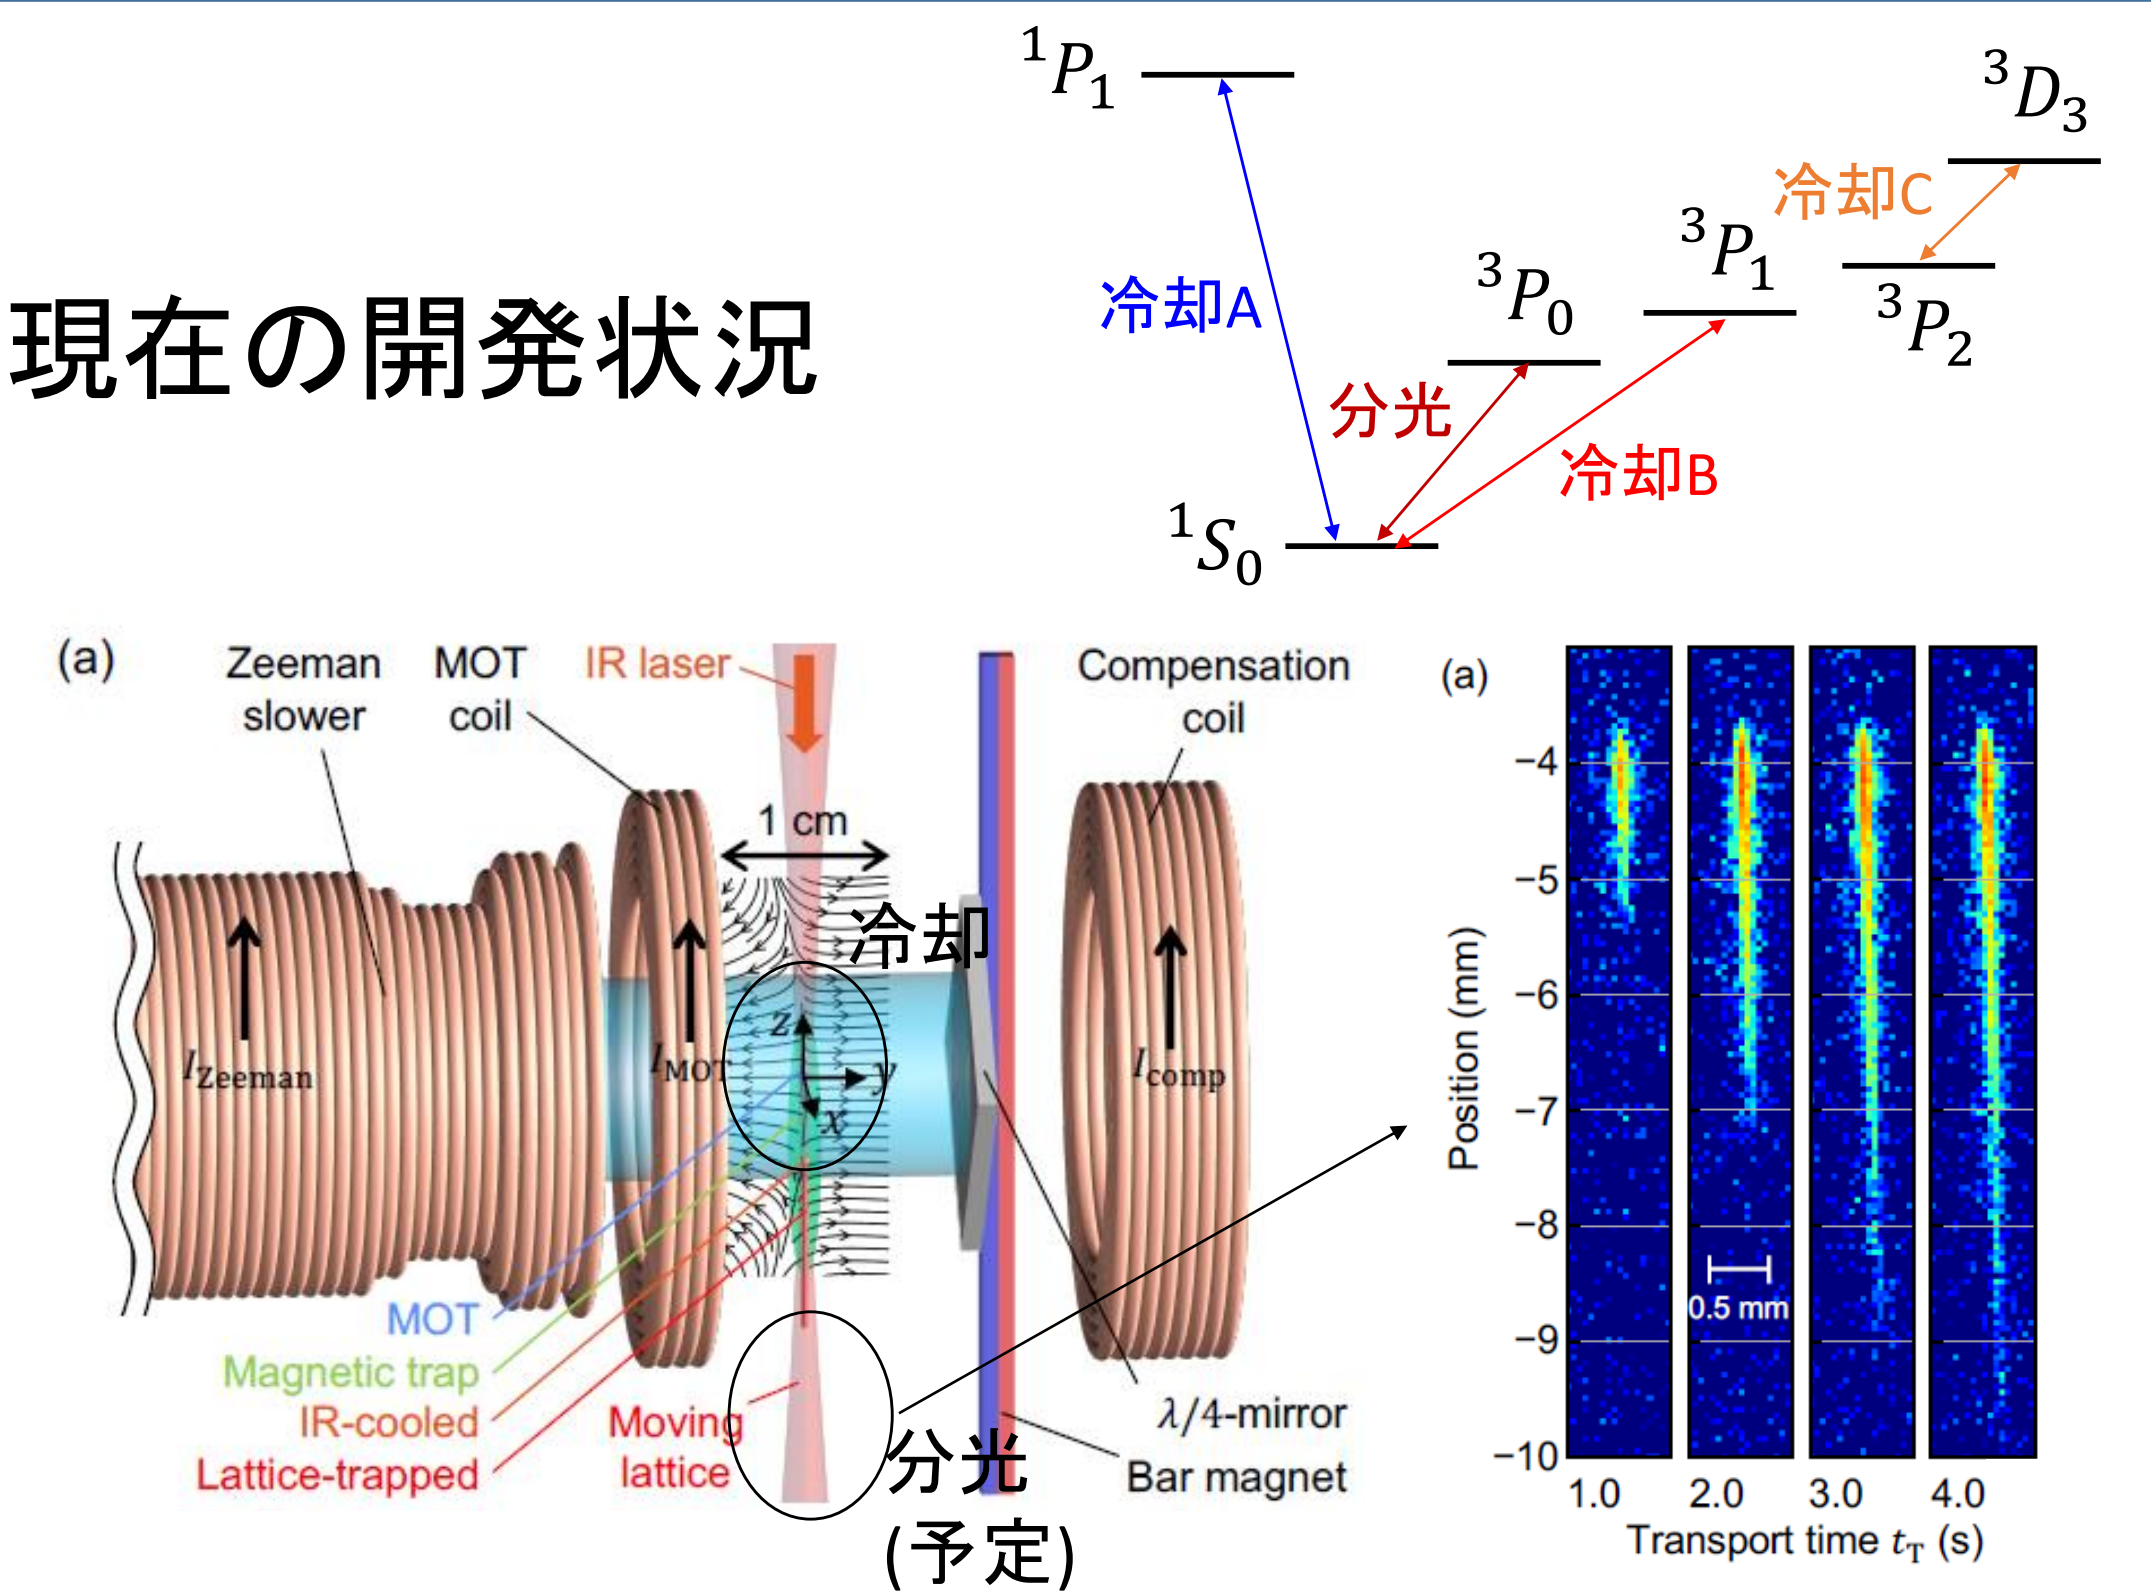 現在の開発状況
¹P₁
³D₃
冷却C
³P₁
³P₀
³P₂
冷却A
分光
冷却B
¹S₀
(a)
Zeeman
slower
MOT
coil
IR laser
Compensation
coil
1 cm
冷却
I_Zeeman
I_MOT
I_comp
z
y
x
MOT
Magnetic trap
IR-cooled
Lattice-trapped
Moving
lattice
分光
(予定)
λ/4-mirror
Bar magnet
(a)
Position (mm)
−4
−5
−6
−7
−8
−9
−10
0.5 mm
1.0 2.0 3.0 4.0
Transport time t_T (s)